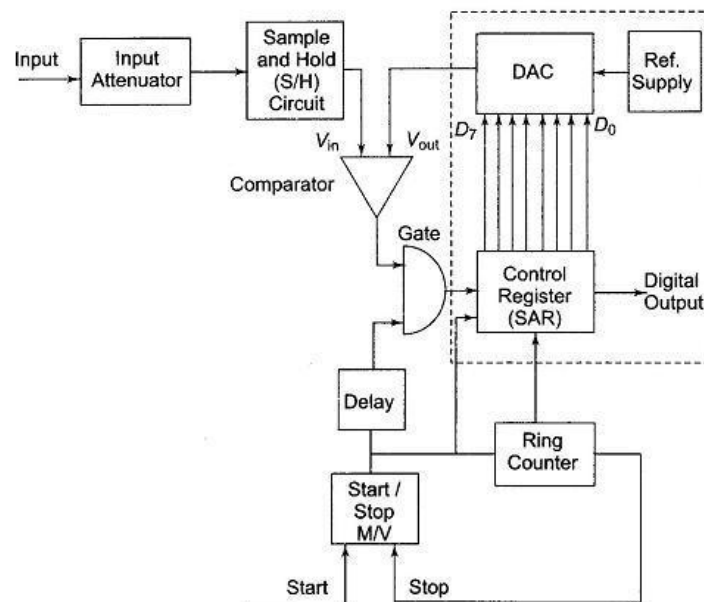 Input
Input
Attenuator
Sample
and Hold
(S/H)
Circuit
DAC
Ref.
Supply
Vin
Vout
D7
D0
Comparator
Gate
Control
Register
(SAR)
Digital
Output
Delay
Ring
Counter
Start /
Stop
M/V
Start
Stop